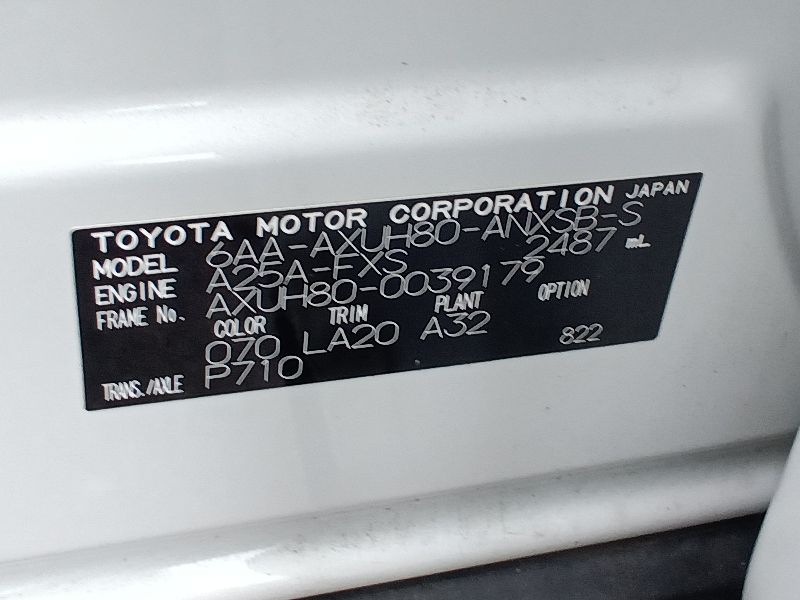 TOYOTA MOTOR CORPORATION JAPAN
MODEL 6AA-AXUH80-ANXSB-S
ENGINE A25A-FXS 2487 mL
FRAME No. AXUH80-0039179
COLOR TRIM PLANT OPTION
070 LA20 A32 822
TRANS./AXLE P710